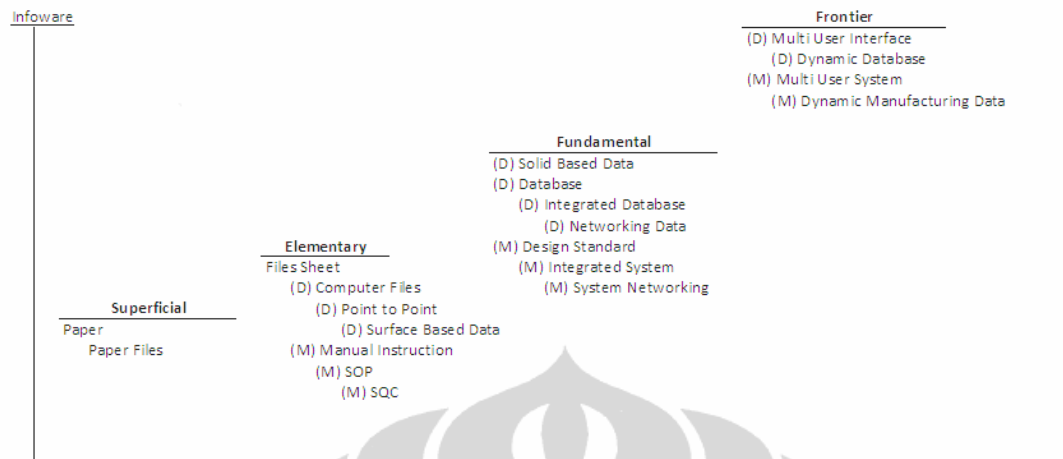 Infoware
Frontier
(D) Multi User Interface
(D) Dynamic Database
(M) Multi User System
(M) Dynamic Manufacturing Data
Fundamental
(D) Solid Based Data
(D) Database
(D) Integrated Database
(D) Networking Data
(M) Design Standard
(M) Integrated System
(M) System Networking
Elementary
Files Sheet
(D) Computer Files
(D) Point to Point
(D) Surface Based Data
(M) Manual Instruction
(M) SOP
(M) SQC
Superficial
Paper
Paper Files